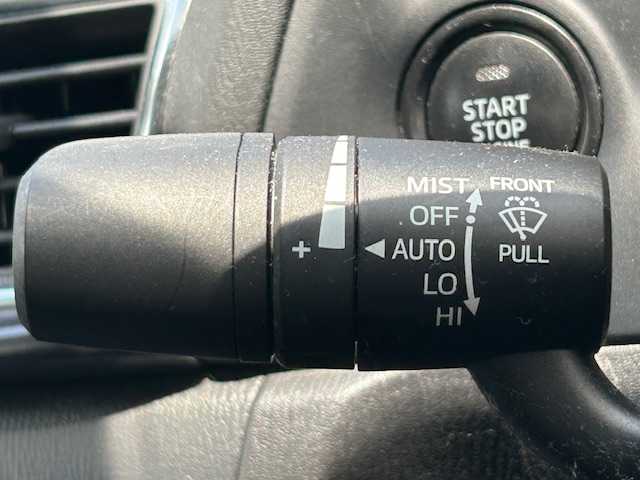 START
STOP
MIST
FRONT
OFF
+
AUTO
PULL
LO
HI